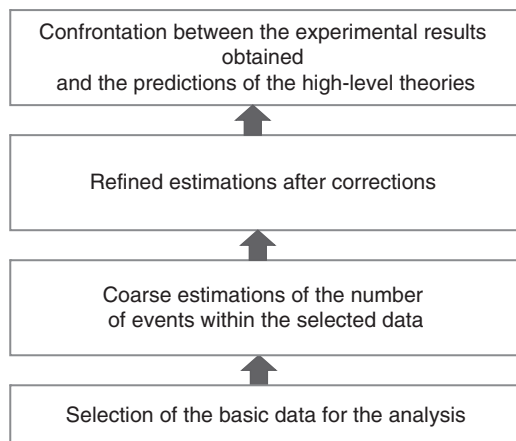 Confrontation between the experimental results
obtained
and the predictions of the high-level theories
Refined estimations after corrections
Coarse estimations of the number
of events within the selected data
Selection of the basic data for the analysis